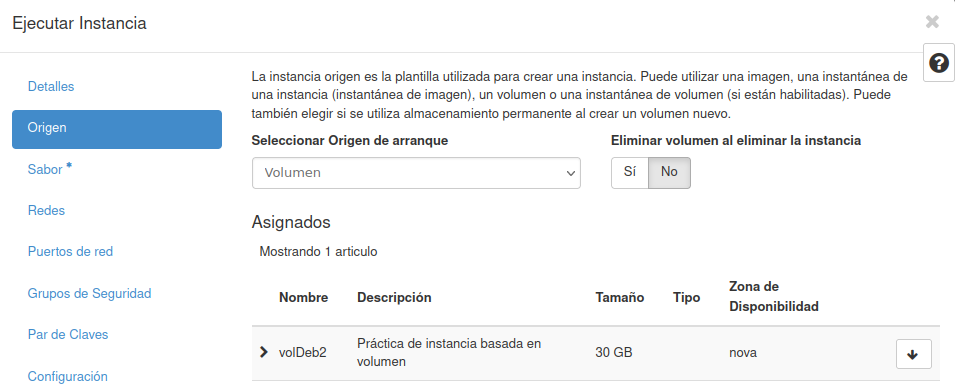 Ejecutar Instancia
Detalles
Origen
Sabor *
Redes
Puertos de red
Grupos de Seguridad
Par de Claves
Configuración
La instancia origen es la plantilla utilizada para crear una instancia. Puede utilizar una imagen, una instantánea de
una instancia (instantánea de imagen), un volumen o una instantánea de volumen (si están habilitadas). Puede
también elegir si se utiliza almacenamiento permanente al crear un volumen nuevo.
Seleccionar Origen de arranque
Eliminar volumen al eliminar la instancia
Volumen
Sí No
Asignados
Mostrando 1 articulo
Nombre Descripción Tamaño Tipo Zona de
Disponibilidad
volDeb2 Práctica de instancia basada en 30 GB nova
volumen